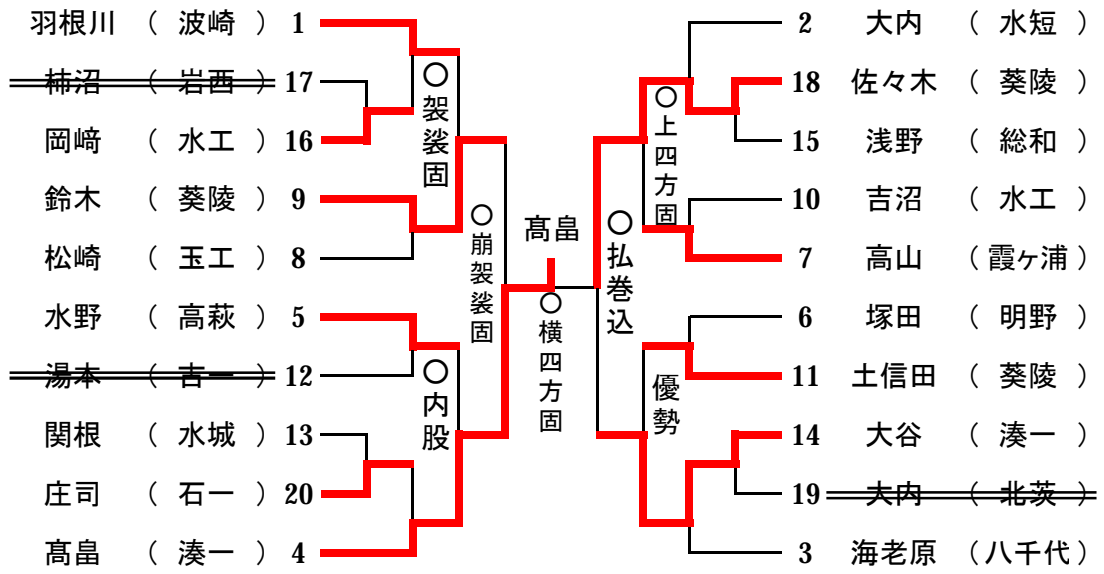 羽根川 ( 波崎 ) 1
柿沼 ( 岩西 ) 17
岡﨑 ( 水工 ) 16
鈴木 ( 葵陵 ) 9
松崎 ( 玉工 ) 8
水野 ( 高萩 ) 5
湯本 ( 古一 ) 12
関根 ( 水城 ) 13
庄司 ( 石一 ) 20
髙畠 ( 湊一 ) 4
○袈裟固
○内股
○崩袈裟固
髙畠
○横四方固
○払巻込
○上四方固
優勢
2 大内 ( 水短 )
18 佐々木 ( 葵陵 )
15 浅野 ( 総和 )
10 吉沼 ( 水工 )
7 高山 ( 霞ヶ浦 )
6 塚田 ( 明野 )
11 土信田 ( 葵陵 )
14 大谷 ( 湊一 )
19 大内 ( 北茨 )
3 海老原 ( 八千代 )